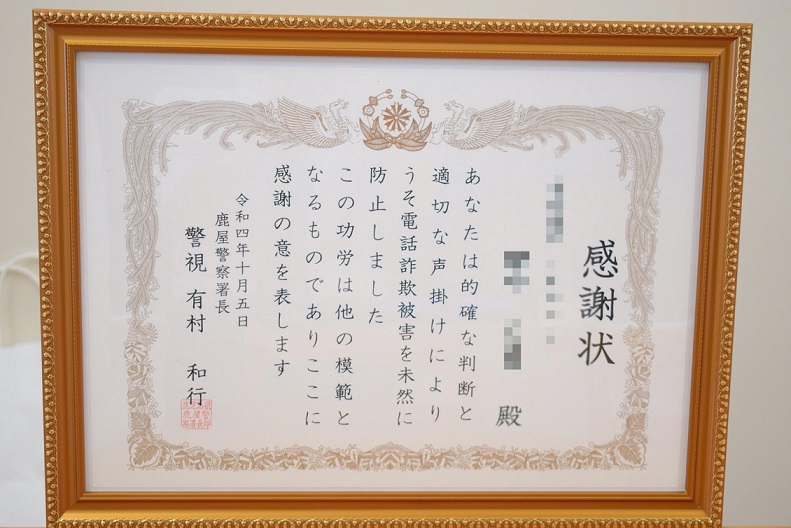 感謝状
殿
あなたは的確な判断と
適切な声掛けにより
うそ電話詐欺被害を未然に
防止しました
この功労は他の模範と
なるものでありここに
感謝の意を表します
令和四年十月五日
鹿屋警察署長
警視 有村 和行